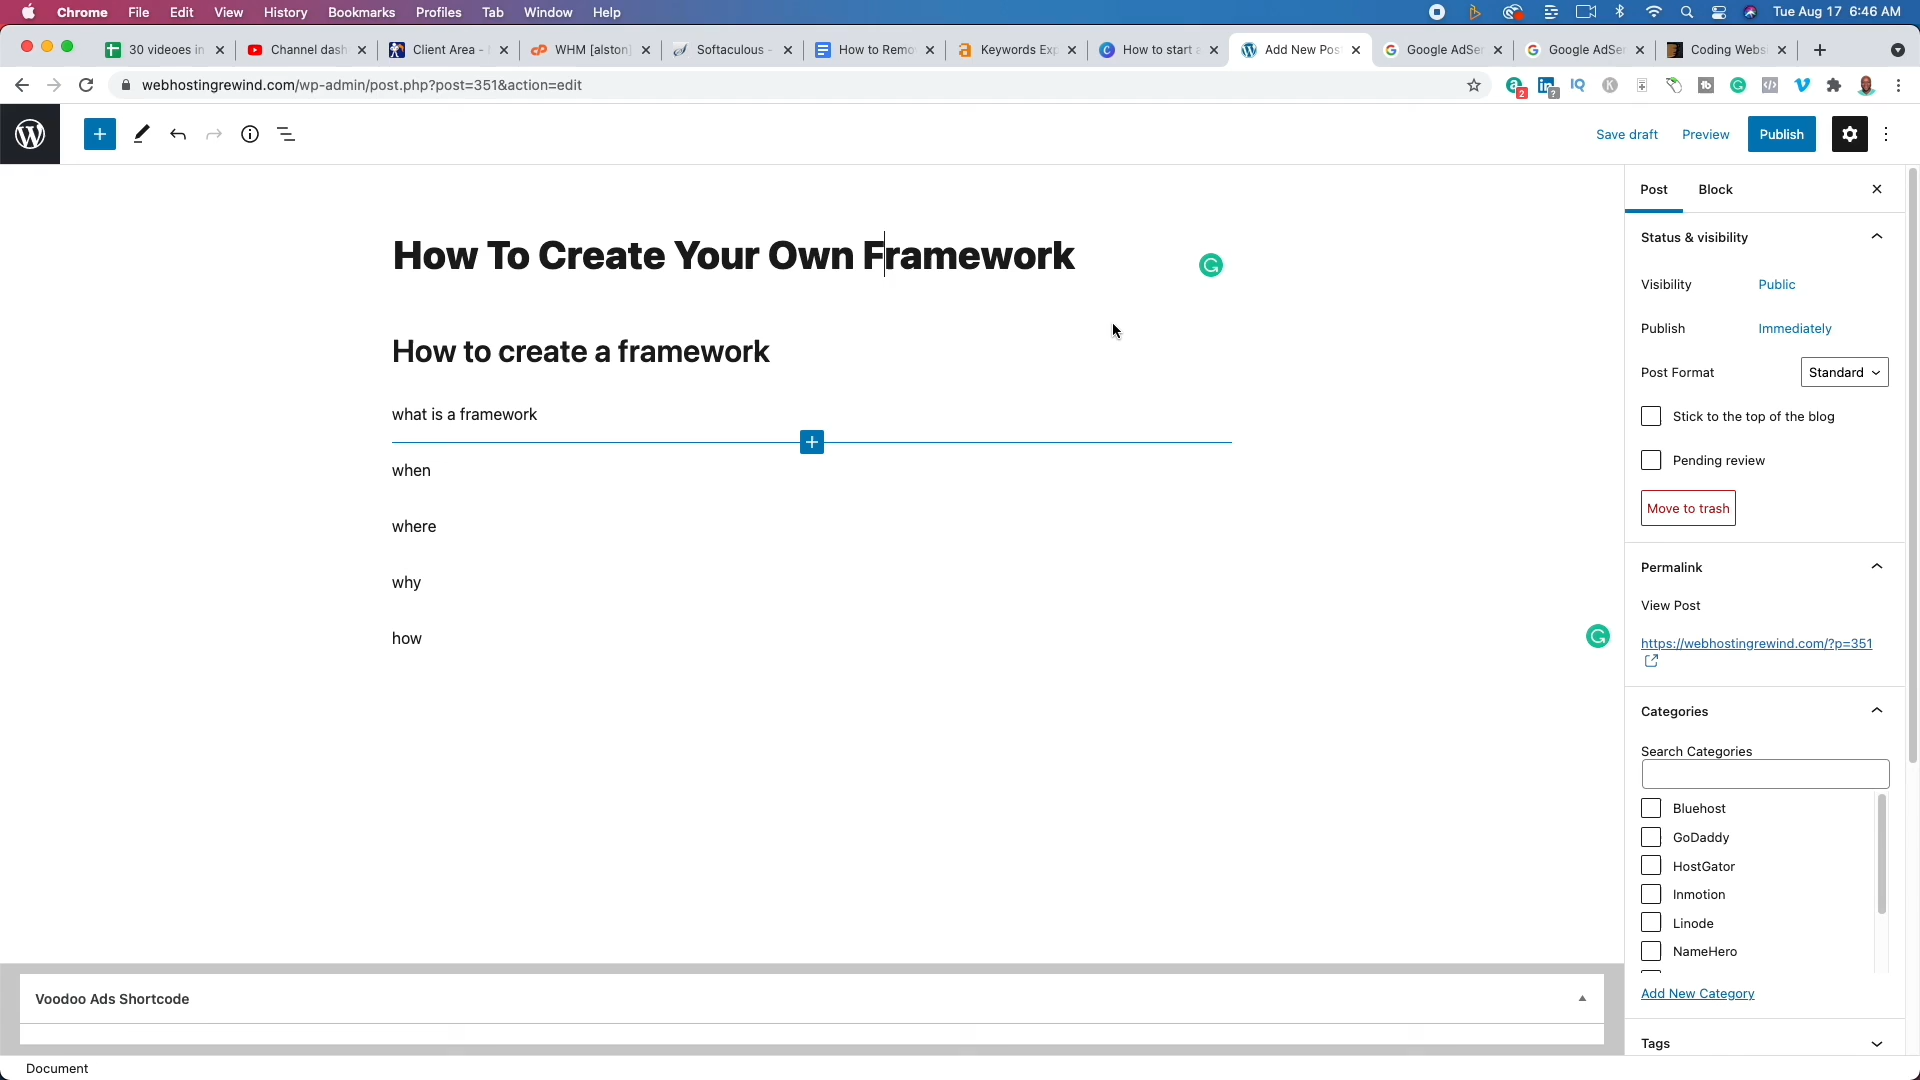 Chrome File Edit View History Bookmarks Profiles Tab Window Help Tue Aug 17 6:46 AM
30 videoes in Channel dash Client Area - WHM [alston] Softaculous - How to Remo Keywords Exp How to start a Add New Pos Google AdSen Google AdSen Coding Webs
webhostingrewind.com/wp-admin/post.php?post=351&action=edit
2
?
Save draft Preview Publish
Post Block
Status & visibility
Visibility Public
Publish Immediately
Post Format Standard
Stick to the top of the blog
Pending review
Move to trash
Permalink
View Post
https://webhostingrewind.com/?p=351
Categories
Search Categories
Bluehost
GoDaddy
HostGator
Inmotion
Linode
NameHero
Add New Category
Tags
How To Create Your Own Framework
How to create a framework
what is a framework
when
where
why
how
Voodoo Ads Shortcode
Document